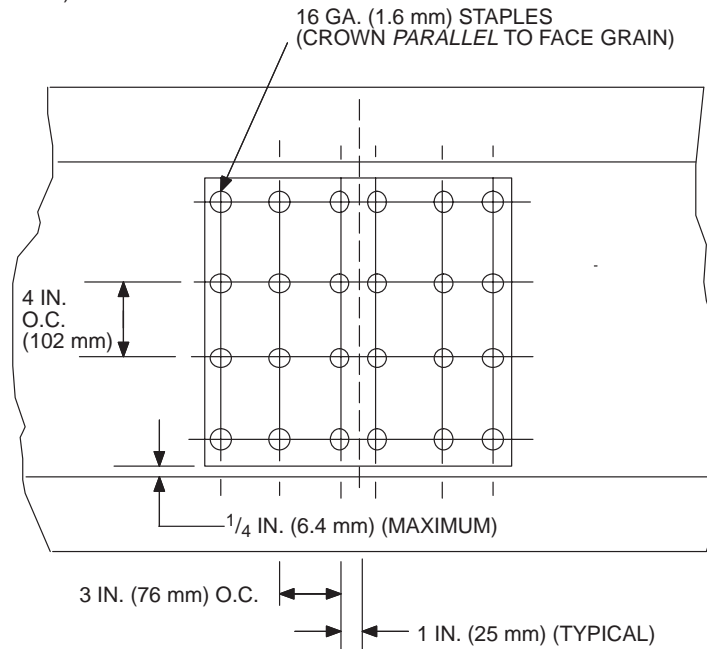 16 GA. (1.6 mm) STAPLES
(CROWN PARALLEL TO FACE GRAIN)
4 IN.
O.C.
(102 mm)
1/4 IN. (6.4 mm) (MAXIMUM)
3 IN. (76 mm) O.C.
1 IN. (25 mm) (TYPICAL)